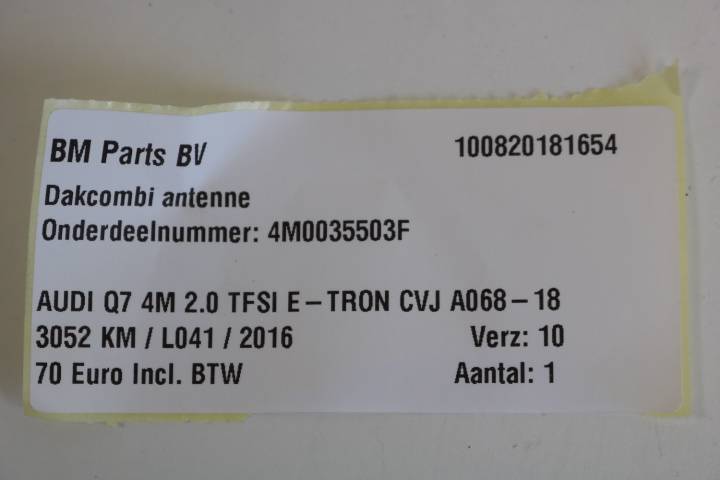 BM Parts BV 100820181654
Dakcombi antenne
Onderdeelnummer: 4M0035503F
AUDI Q7 4M 2.0 TFSI E-TRON CVJ A068-18
3052 KM / L041 / 2016 Verz: 10
70 Euro Incl. BTW Aantal: 1